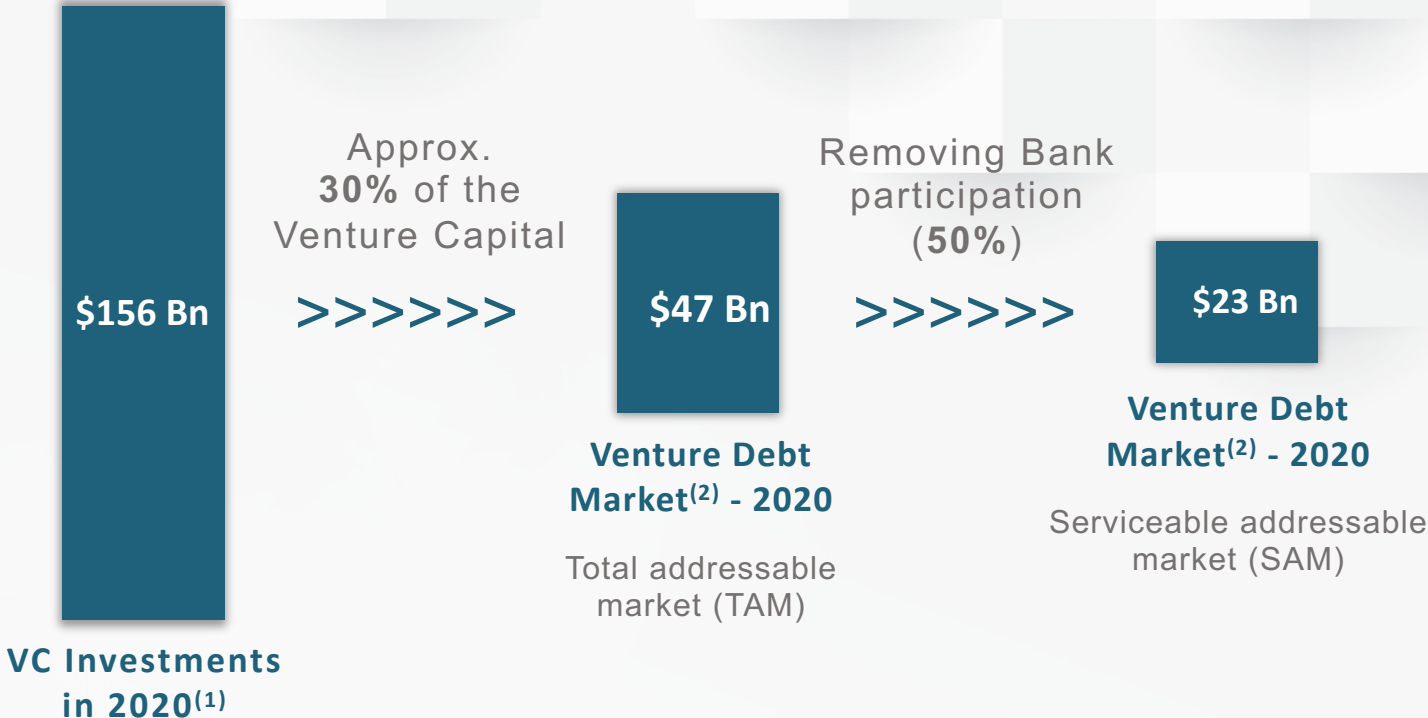 $156 Bn
VC Investments
in 2020(1)
Approx.
30% of the
Venture Capital
>>>>>>
$47 Bn
Venture Debt
Market(2) - 2020
Total addressable
market (TAM)
Removing Bank
participation
(50%)
>>>>>>
$23 Bn
Venture Debt
Market(2) - 2020
Serviceable addressable
market (SAM)